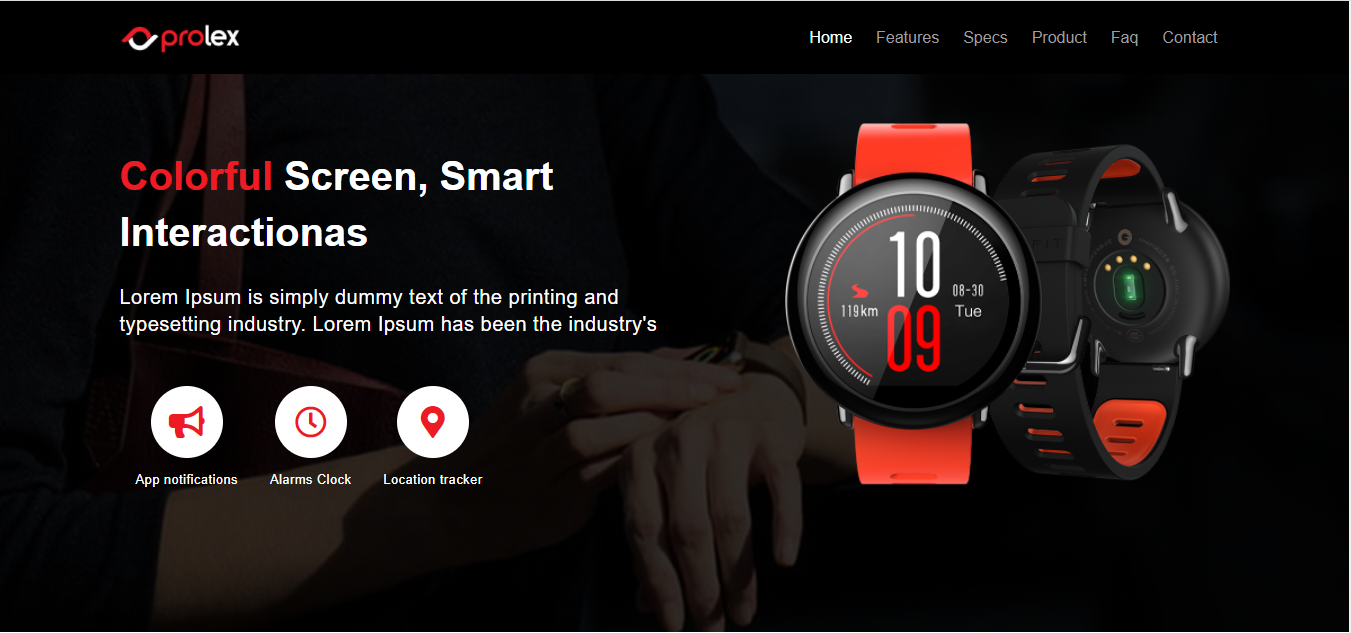 prolex
Home Features Specs Product Faq Contact
Colorful Screen, Smart
Interactionas
Lorem Ipsum is simply dummy text of the printing and
typesetting industry. Lorem Ipsum has been the industry's
App notifications Alarms Clock Location tracker
10
08-30
119km
Tue
09
FIT